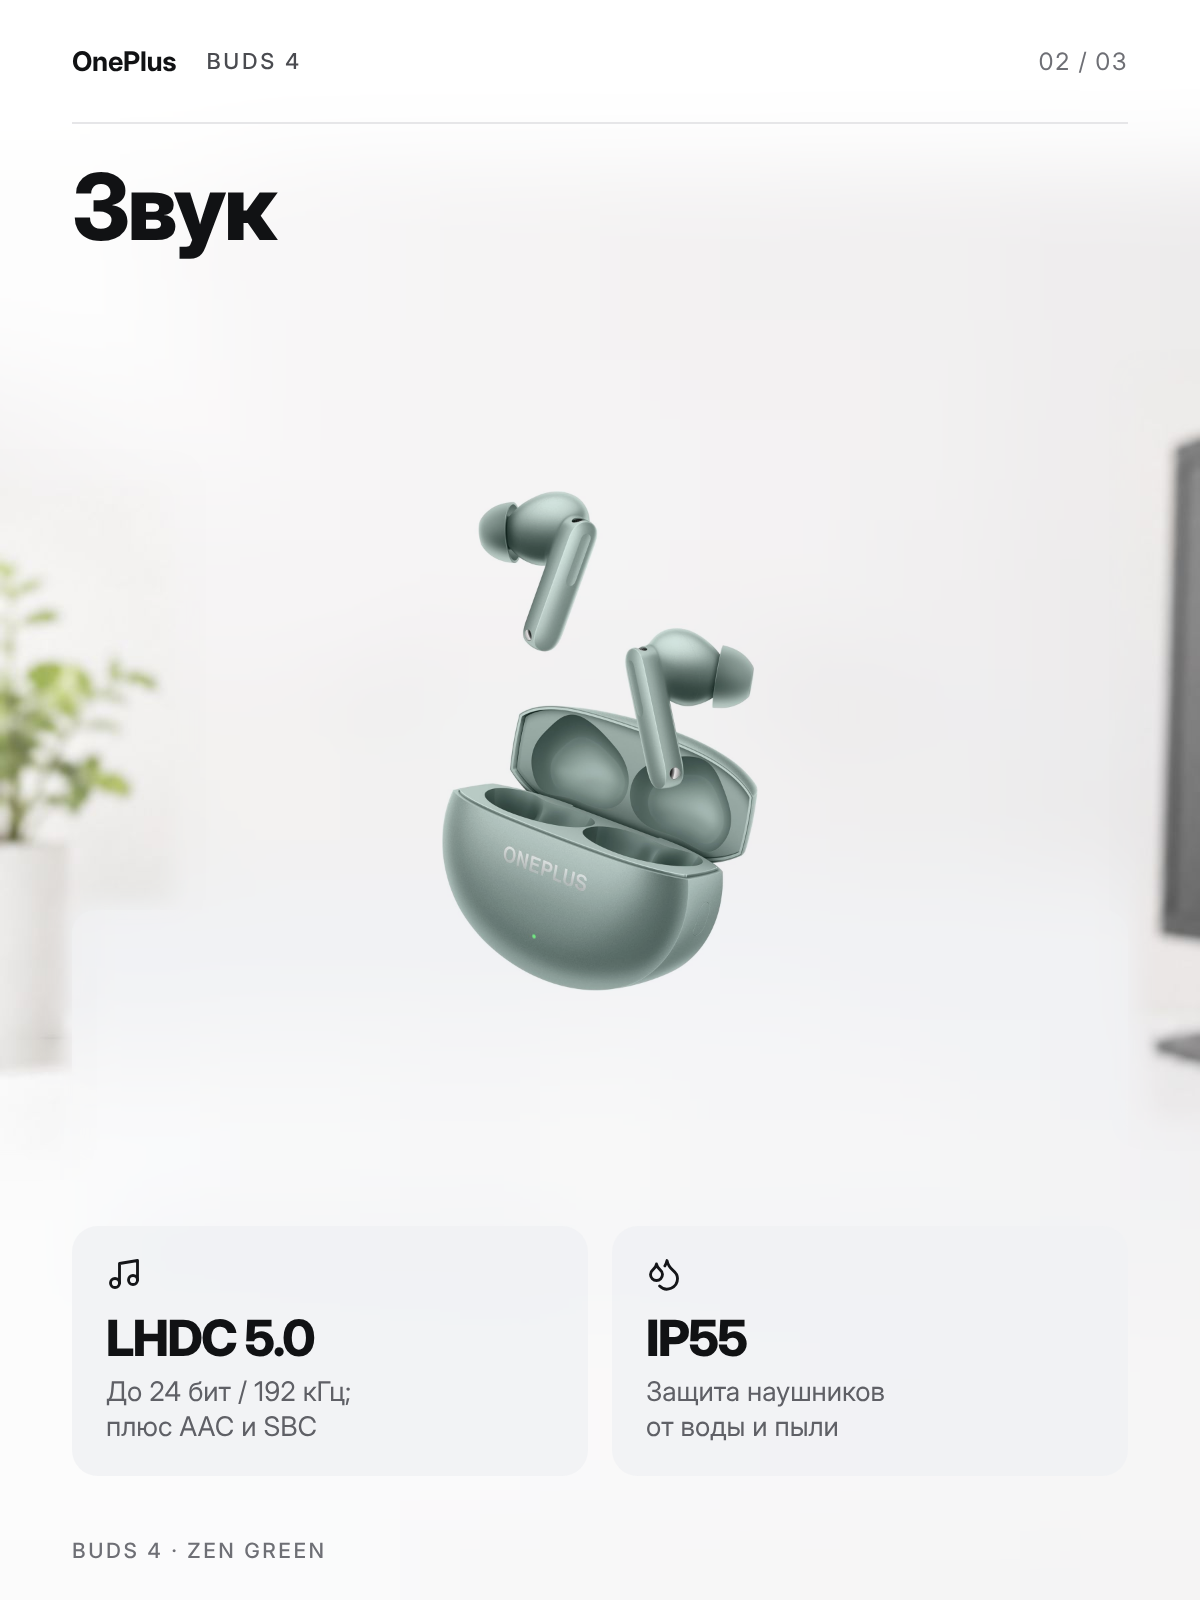 OnePlus BUDS 4 02 / 03
Звук
ONEPLUS
LHDC 5.0
До 24 бит / 192 кГц;
плюс AAC и SBC
IP55
Защита наушников
от воды и пыли
BUDS 4 · ZEN GREEN